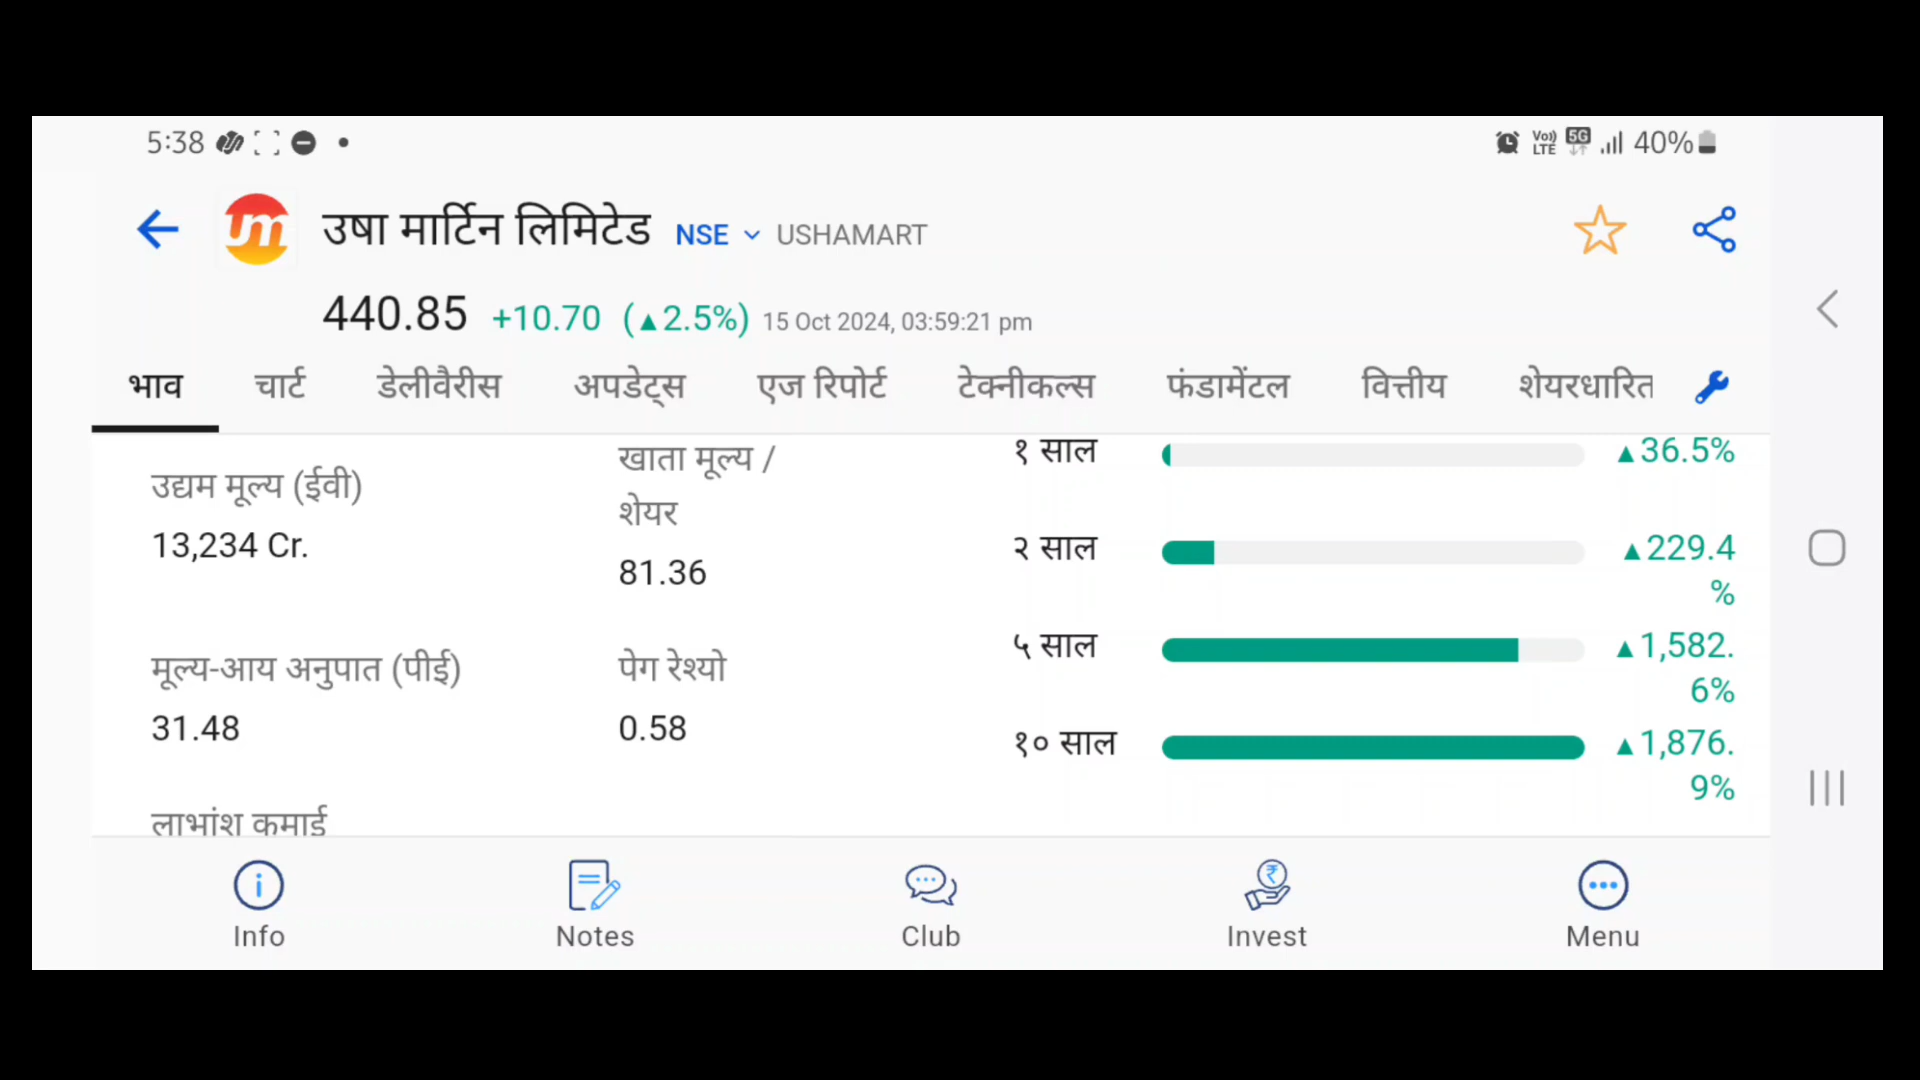 5:38
Vo)) LTE 5G 40%
उषा मार्टिन लिमिटेड NSE USHAMART
440.85 +10.70 (▲2.5%) 15 Oct 2024, 03:59:21 pm
भाव चार्ट डेलीवैरीस अपडेट्स एज रिपोर्ट टेक्नीकल्स फंडामेंटल वित्तीय शेयरधारित
उद्यम मूल्य (ईवी)
13,234 Cr.
खाता मूल्य /
शेयर
81.36
मूल्य-आय अनुपात (पीई)
31.48
पेग रेश्यो
0.58
लाभांश कमाई
१ साल ▲36.5%
२ साल ▲229.4
%
५ साल ▲1,582.
6%
१० साल ▲1,876.
9%
Info Notes Club Invest Menu